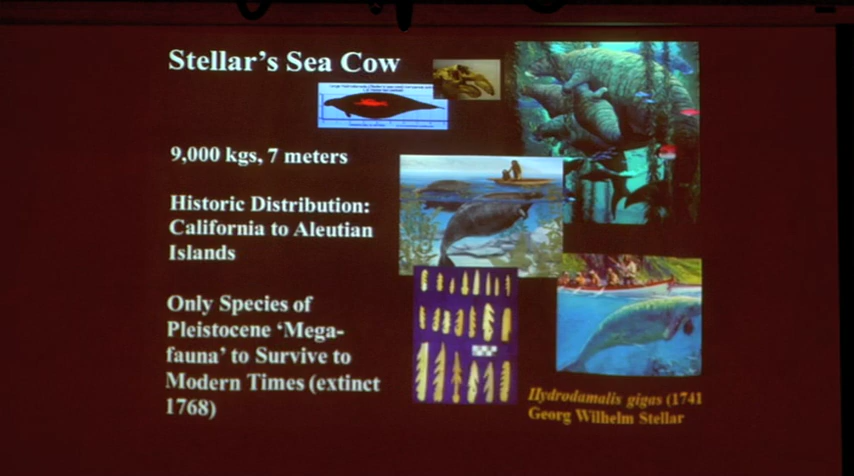 Stellar's Sea Cow
9,000 kgs, 7 meters
Historic Distribution:
California to Aleutian
Islands
Only Species of
Pleistocene 'Mega-
fauna' to Survive to
Modern Times (extinct
1768)
Hydrodamalis gigas (1741
Georg Wilhelm Stellar